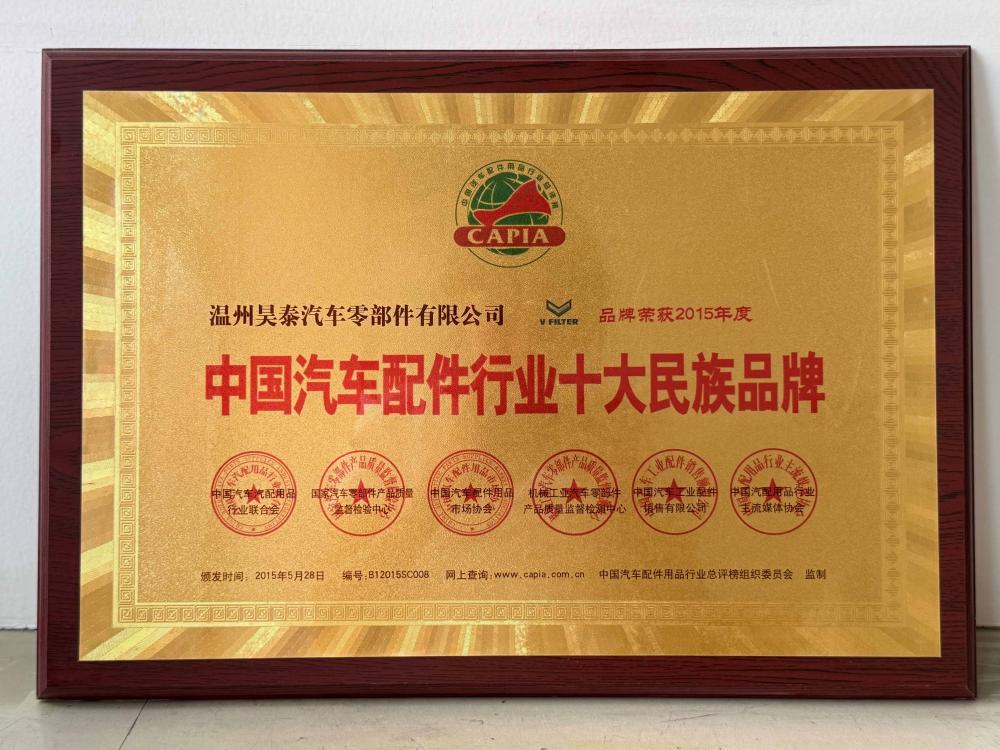 CAPIA
温州昊泰汽车零部件有限公司 V FILTER 品牌荣获2015年度
中国汽车配件行业十大民族品牌
中国汽车汽配用品 国家汽车零部件产品质量 中国汽车配件用品 机械工业汽车零部件 中国汽车工业配件 中国汽配用品行业
行业联合会 监督检验中心 市场协会 产品质量监督检测中心 销售有限公司 主流媒体协会
颁发时间：2015年5月28日 编号:B12015SC008 网上查询:www.capia.com.cn 中国汽车配件用品行业总评榜组织委员会 监制